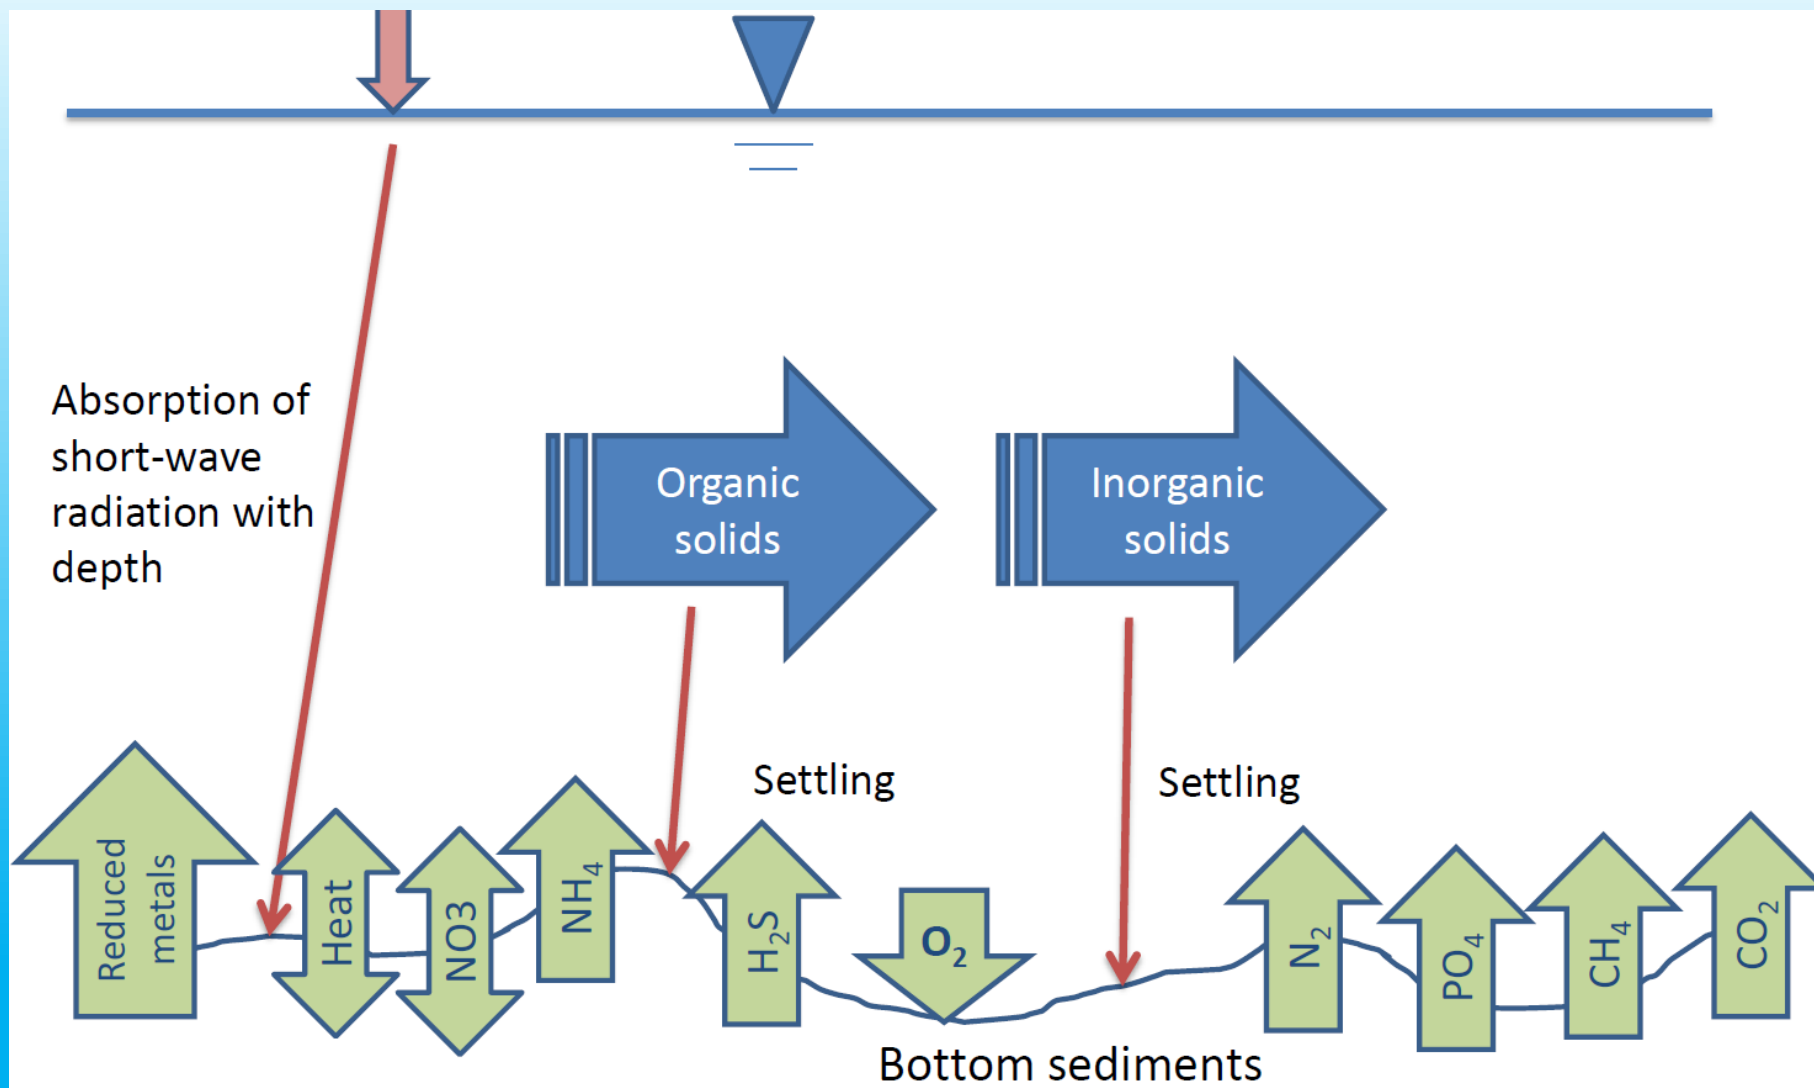 Absorption of
short-wave
radiation with
depth
Organic
solids
Inorganic
solids
Settling
Settling
Reduced
metals
Heat
NO3
NH₄
H₂S
O₂
N₂
PO₄
CH₄
CO₂
Bottom sediments